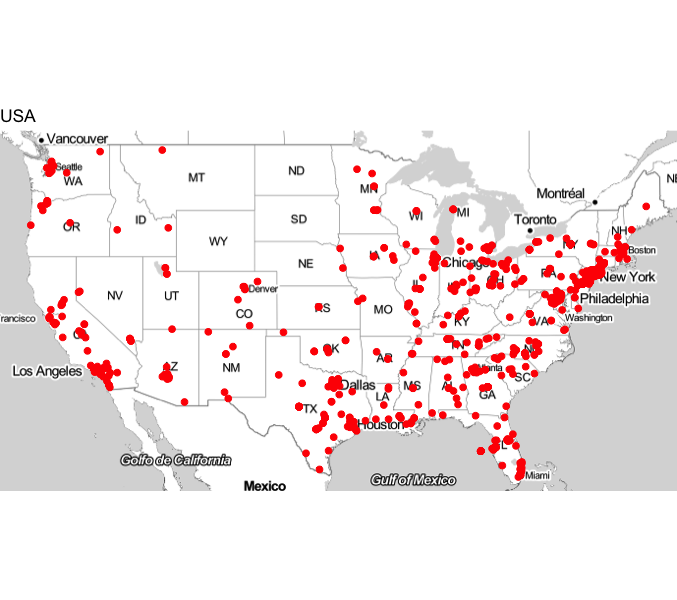 USA
Vancouver
Seattle
WA
MT
ND
MN
Montréal
NE
OR
ID
SD
WI
MI
Toronto
NH
Boston
WY
IA
NY
Chicago
NE
PA
New York
NV
UT
Denver
CO
IL
OH
Philadelphia
rancisco
KS
MO
KY
VA
Washington
Los Angeles
AZ
NM
OK
AR
TN
NC
Dallas
MS
AL
Atlanta
SC
GA
TX
LA
Houston
FL
Golfo de California
Mexico
Gulf of Mexico
Miami